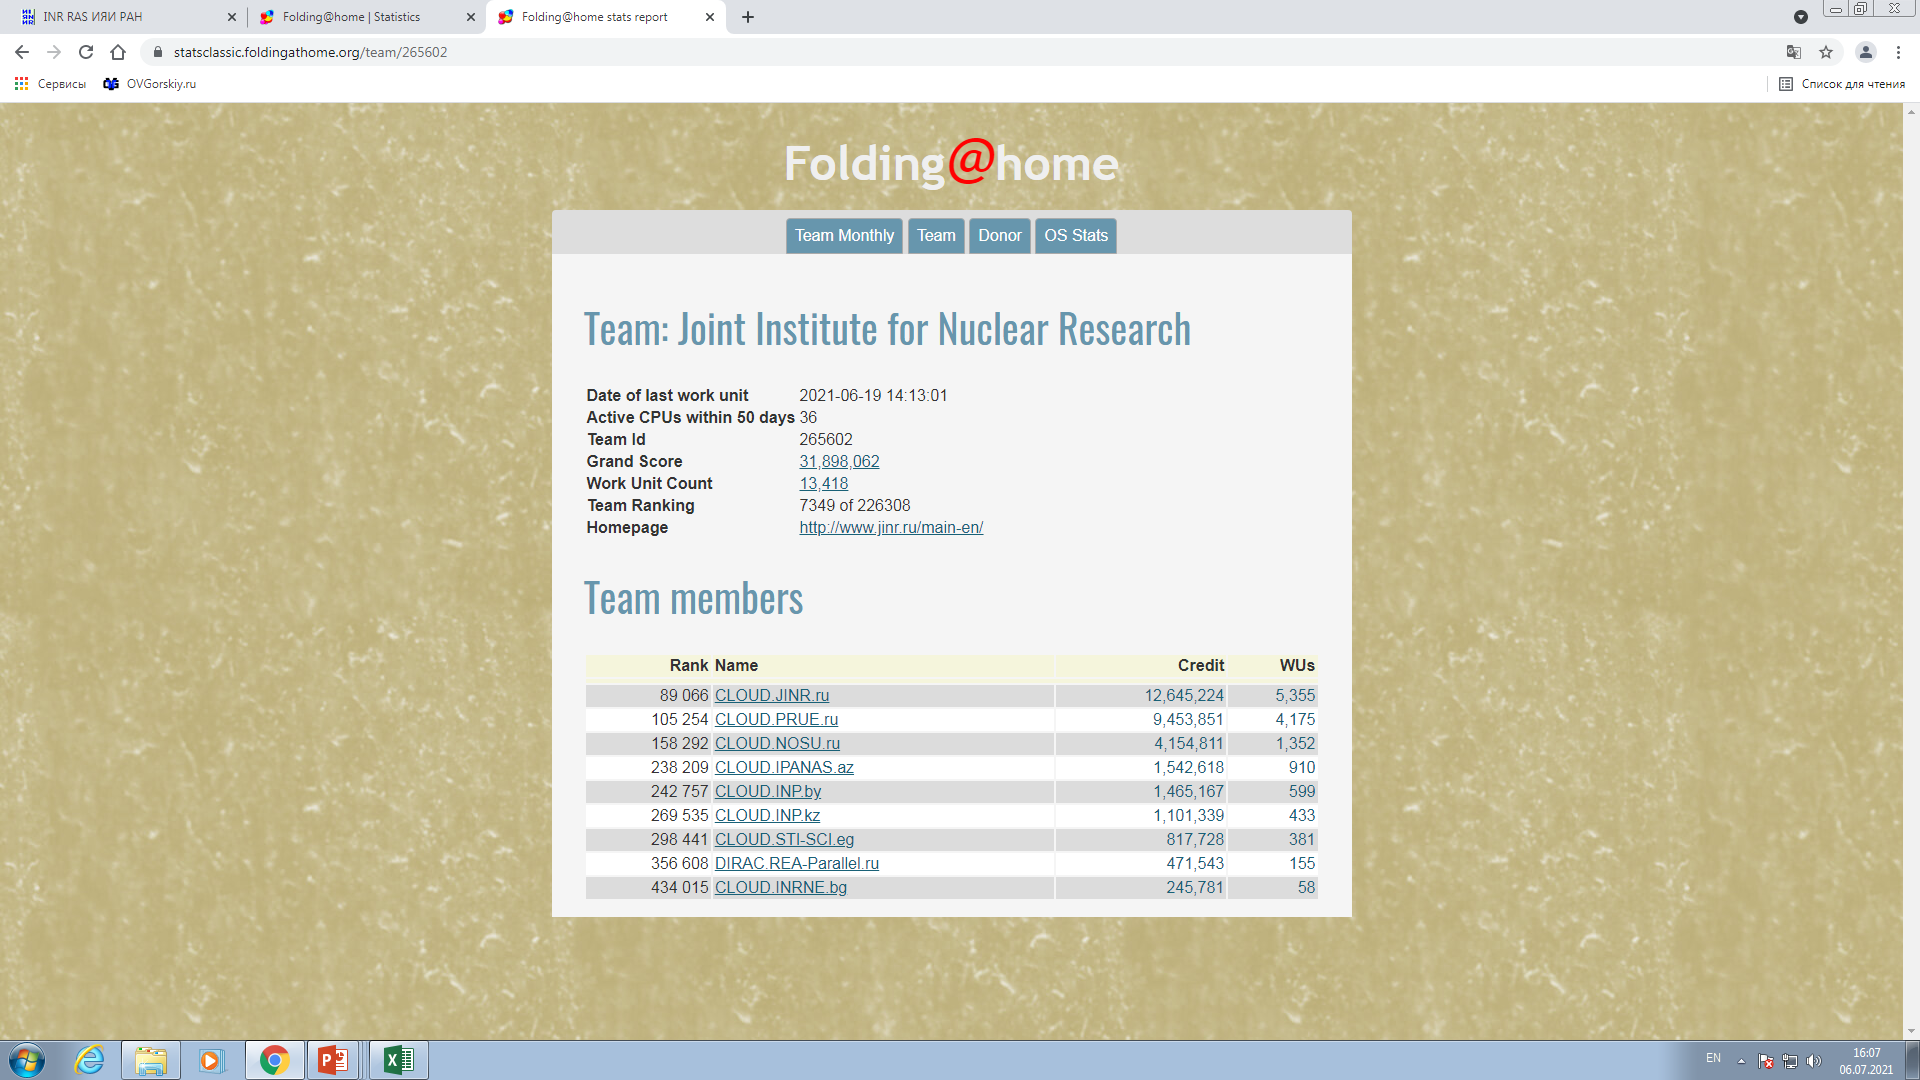 INR RAS ИЯИ РАН
Folding@home | Statistics
Folding@home stats report
statsclassic.foldingathome.org/team/265602
Сервисы
OVGorskiy.ru
Список для чтения
Folding@home
Team Monthly
Team
Donor
OS Stats
Team: Joint Institute for Nuclear Research
Date of last work unit 2021-06-19 14:13:01
Active CPUs within 50 days 36
Team Id 265602
Grand Score 31,898,062
Work Unit Count 13,418
Team Ranking 7349 of 226308
Homepage http://www.jinr.ru/main-en/
Team members
Rank Name Credit WUs
89 066 CLOUD.JINR.ru 12,645,224 5,355
105 254 CLOUD.PRUE.ru 9,453,851 4,175
158 292 CLOUD.NOSU.ru 4,154,811 1,352
238 209 CLOUD.IPANAS.az 1,542,618 910
242 757 CLOUD.INP.by 1,465,167 599
269 535 CLOUD.INP.kz 1,101,339 433
298 441 CLOUD.STI-SCI.eg 817,728 381
356 608 DIRAC.REA-Parallel.ru 471,543 155
434 015 CLOUD.INRNE.bg 245,781 58
EN
16:07
06.07.2021